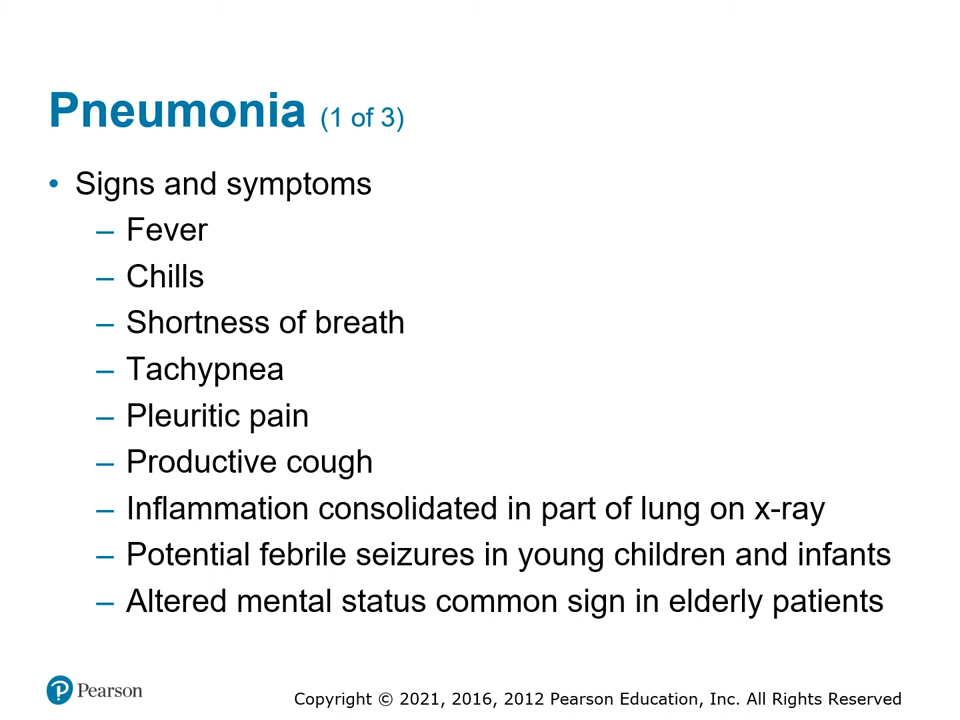 Pneumonia (1 of 3)
• Signs and symptoms
– Fever
– Chills
– Shortness of breath
– Tachypnea
– Pleuritic pain
– Productive cough
– Inflammation consolidated in part of lung on x-ray
– Potential febrile seizures in young children and infants
– Altered mental status common sign in elderly patients
Pearson
Copyright © 2021, 2016, 2012 Pearson Education, Inc. All Rights Reserved